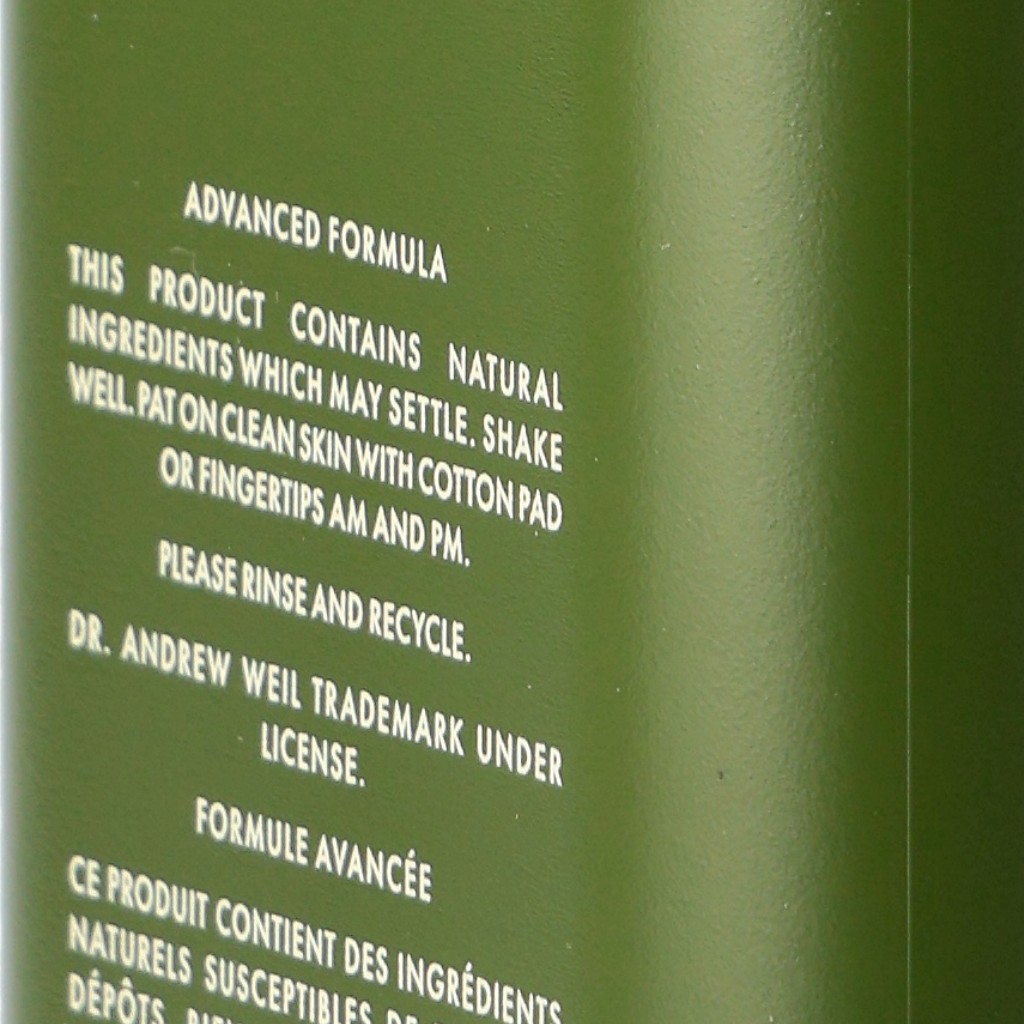 ADVANCED FORMULA
THIS PRODUCT CONTAINS NATURAL
INGREDIENTS WHICH MAY SETTLE. SHAKE
WELL. PAT ON CLEAN SKIN WITH COTTON PAD
OR FINGERTIPS AM AND PM.
PLEASE RINSE AND RECYCLE.
DR. ANDREW WEIL TRADEMARK UNDER
LICENSE.
FORMULE AVANCÉE
CE PRODUIT CONTIENT DES INGRÉDIENTS
NATURELS SUSCEPTIBLES DE
DÉPÔTS.